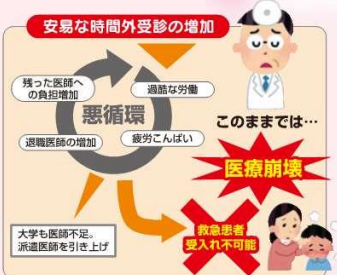 安易な時間外受診の増加
過酷な労働
疲労こんぱい
退職医師の増加
残った医師へ
の負担増加
悪循環
このままでは…
医療崩壊
救急患者
受入れ不可能
大学も医師不足。
派遣医師を引き上げ